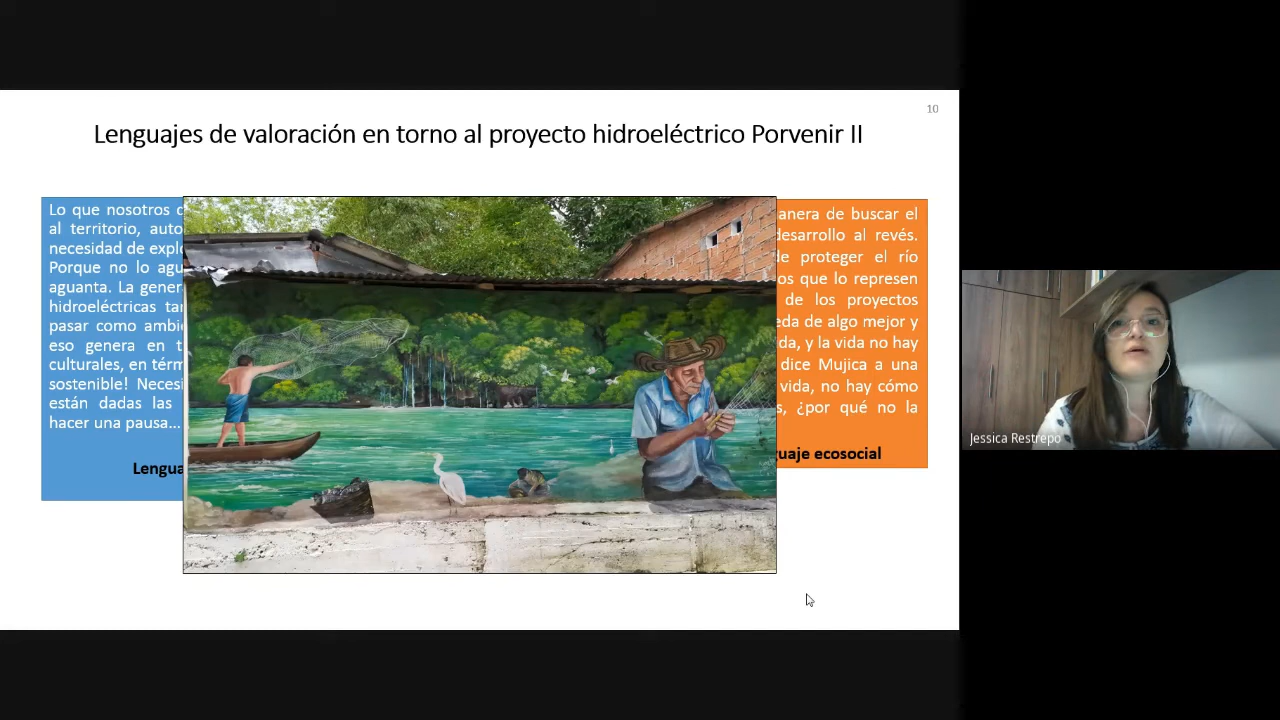 10
Lenguajes de valoración en torno al proyecto hidroeléctrico Porvenir II
Lo que nosotros
al territorio, auto
necesidad de expl
Porque no lo agu
aguanta. La gener
hidroeléctricas ta
pasar como ambi
eso genera en t
culturales, en térm
sostenible! Necesi
están dadas las
hacer una pausa...
Lengua
anera de buscar el
desarrollo al revés.
de proteger el río
os que lo represen
de los proyectos
eda de algo mejor y
da, y la vida no hay
dice Mujica a una
vida, no hay cómo
s, ¿por qué no la
guaje ecosocial
Jessica Restrepo